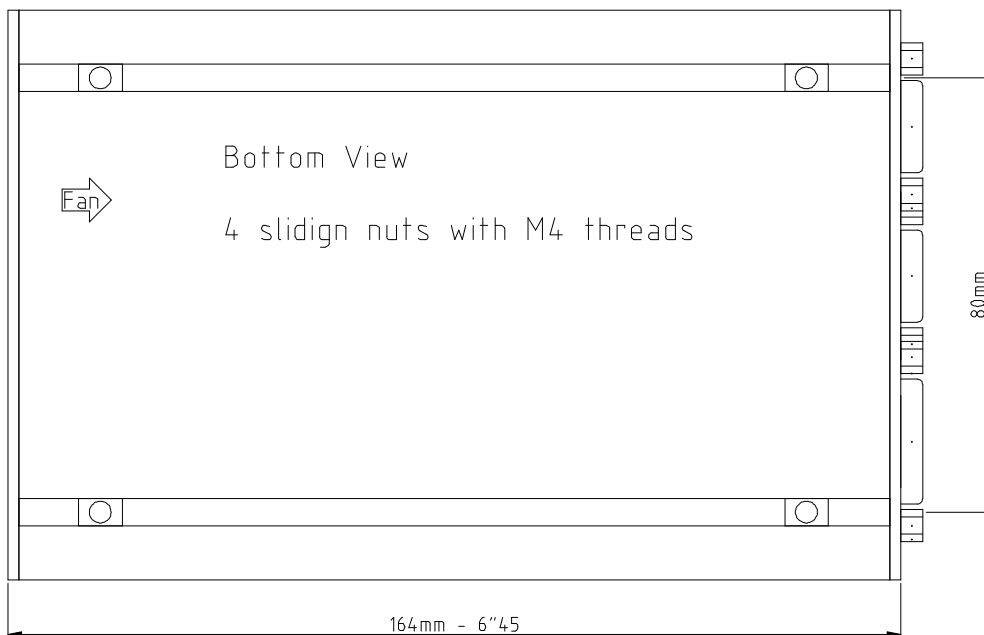 Bottom View
Fan
4 slidign nuts with M4 threads
80mm
164mm - 6"45